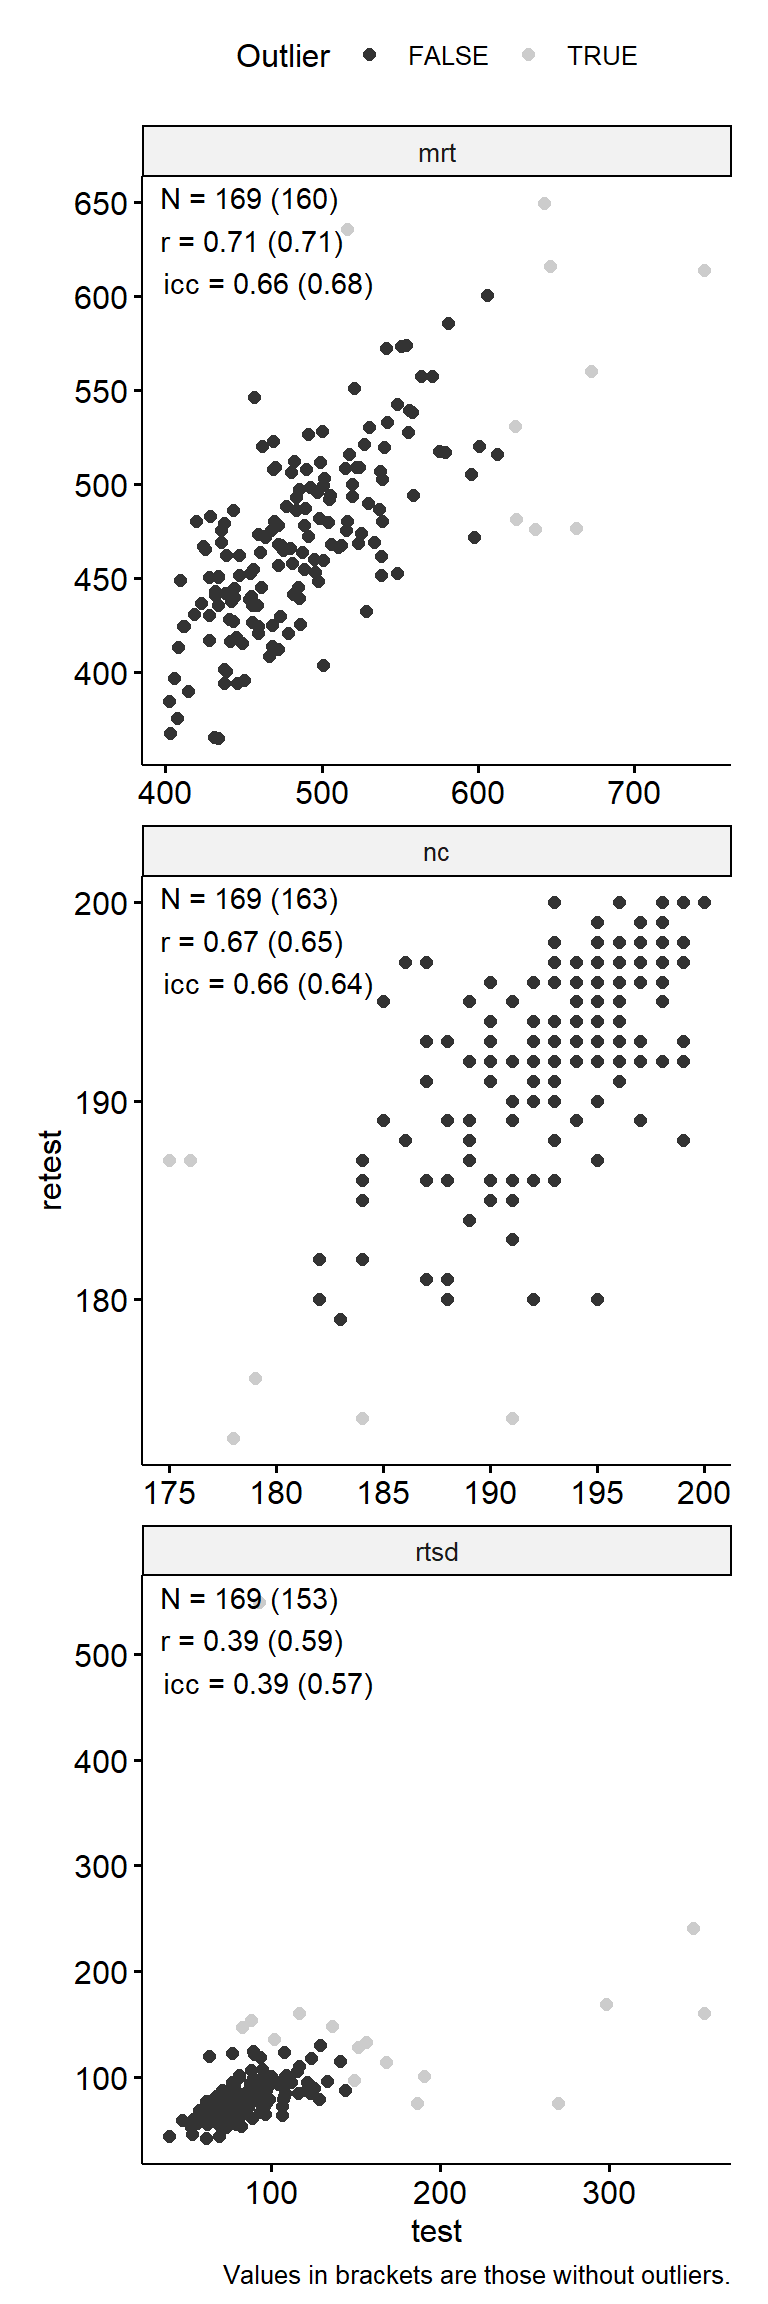 Outlier FALSE TRUE
mrt
N = 169 (160)
r = 0.71 (0.71)
icc = 0.66 (0.68)
650
600
550
500
450
400
400 500 600 700
nc
N = 169 (163)
r = 0.67 (0.65)
icc = 0.66 (0.64)
200
190
180
retest
175 180 185 190 195 200
rtsd
N = 169 (153)
r = 0.39 (0.59)
icc = 0.39 (0.57)
500
400
300
200
100
100 200 300
test
Values in brackets are those without outliers.